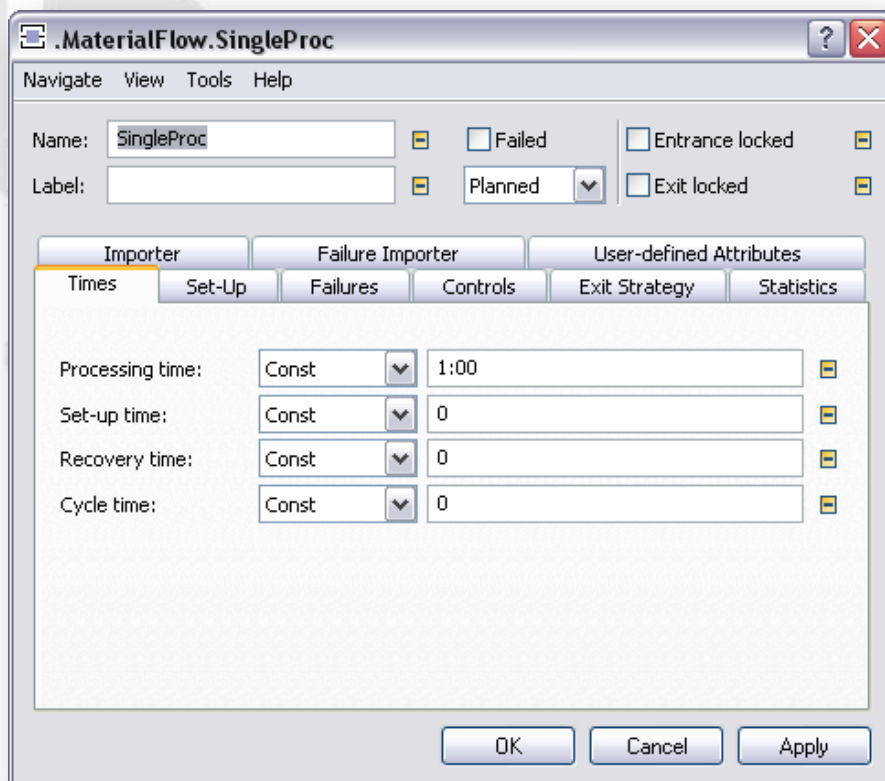 .MaterialFlow.SingleProc ?
Navigate View Tools Help
Name: SingleProc Failed Entrance locked
Label: Planned Exit locked
Importer Failure Importer User-defined Attributes
Times Set-Up Failures Controls Exit Strategy Statistics
Processing time: Const 1:00
Set-up time: Const 0
Recovery time: Const 0
Cycle time: Const 0
OK Cancel Apply